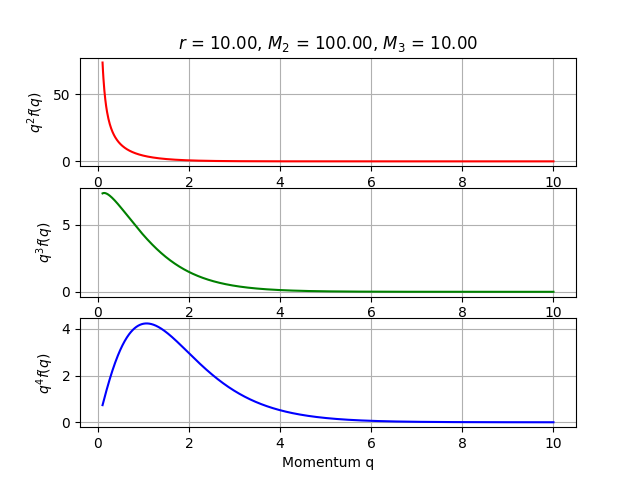 r = 10.00, M₂ = 100.00, M₃ = 10.00
q²f(q)
50
0
0 2 4 6 8 10
q³f(q)
5
0
0 2 4 6 8 10
q⁴f(q)
4
2
0
0 2 4 6 8 10
Momentum q